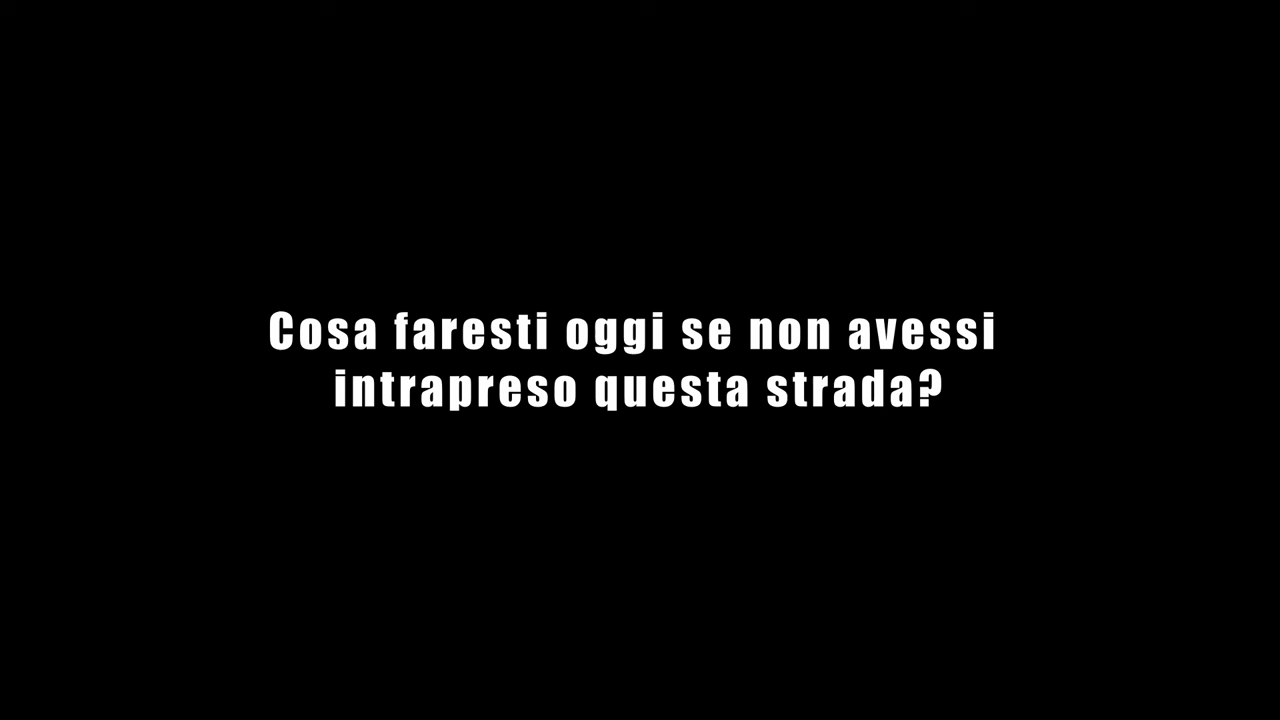 Cosa faresti oggi se non avessi
intrapreso questa strada?